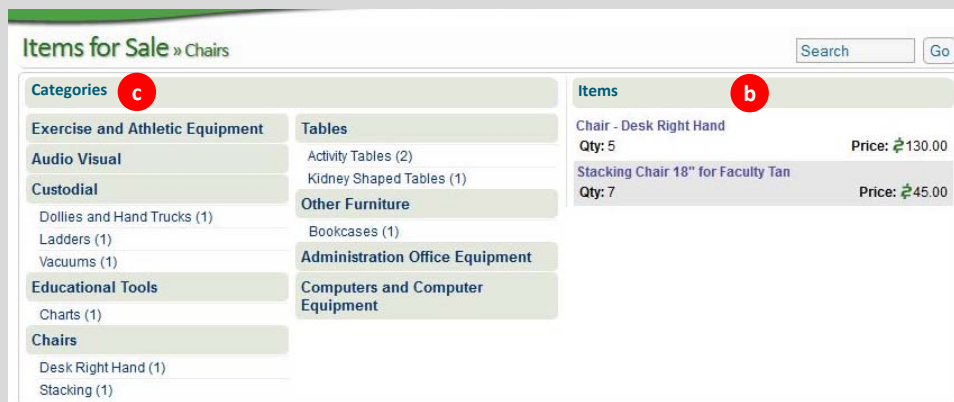 Items for Sale » Chairs
Search Go
Categories c
Exercise and Athletic Equipment
Audio Visual
Custodial
Dollies and Hand Trucks (1)
Ladders (1)
Vacuums (1)
Educational Tools
Charts (1)
Chairs
Desk Right Hand (1)
Stacking (1)
Tables
Activity Tables (2)
Kidney Shaped Tables (1)
Other Furniture
Bookcases (1)
Administration Office Equipment
Computers and Computer
Equipment
Items b
Chair - Desk Right Hand
Qty: 5 Price: 130.00
Stacking Chair 18" for Faculty Tan
Qty: 7 Price: 45.00